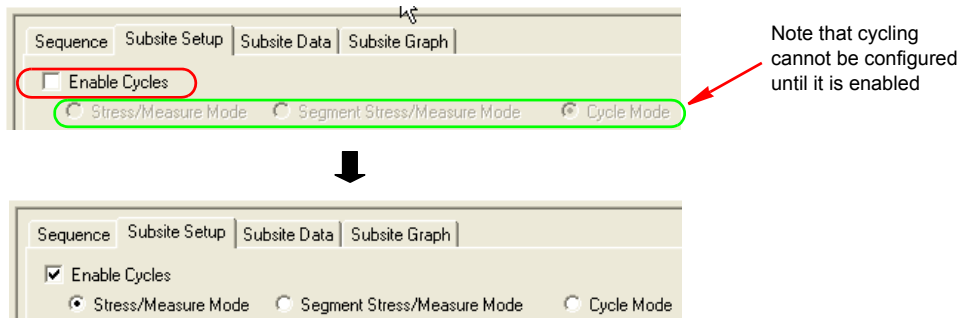 Sequence Subsite Setup Subsite Data Subsite Graph
Enable Cycles
Stress/Measure Mode Segment Stress/Measure Mode Cycle Mode
Note that cycling
cannot be configured
until it is enabled
Sequence Subsite Setup Subsite Data Subsite Graph
Enable Cycles
Stress/Measure Mode Segment Stress/Measure Mode Cycle Mode